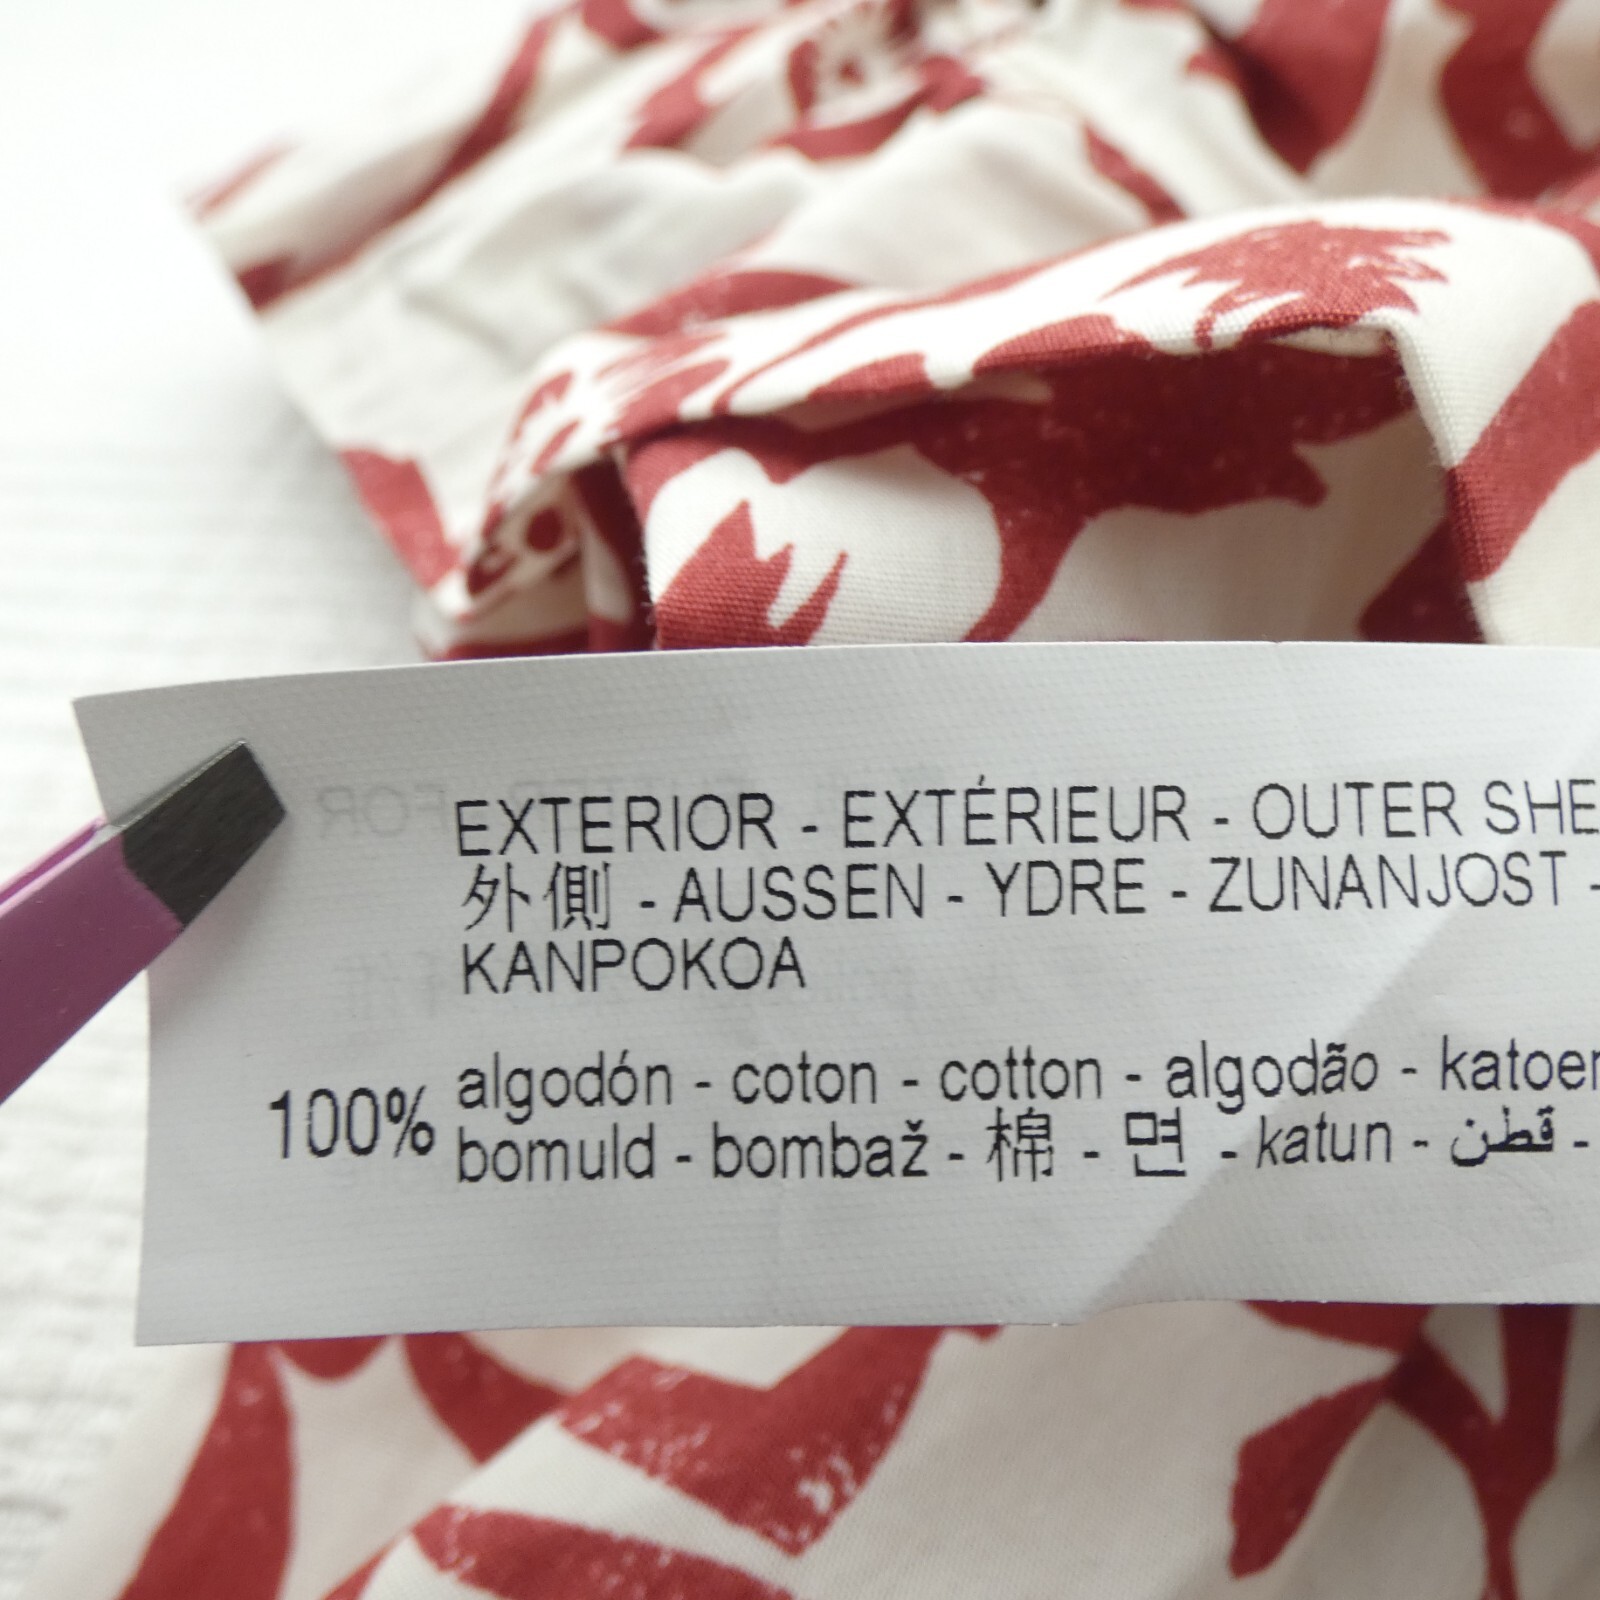 EXTERIOR - EXTÉRIEUR - OUTER SHE
外側 - AUSSEN - YDRE - ZUNANJOST -
KANPOKOA
100%
algodón - coton - cotton - algodão - katoen
bomuld - bombaž - 棉 - 면 - katun - قطن -